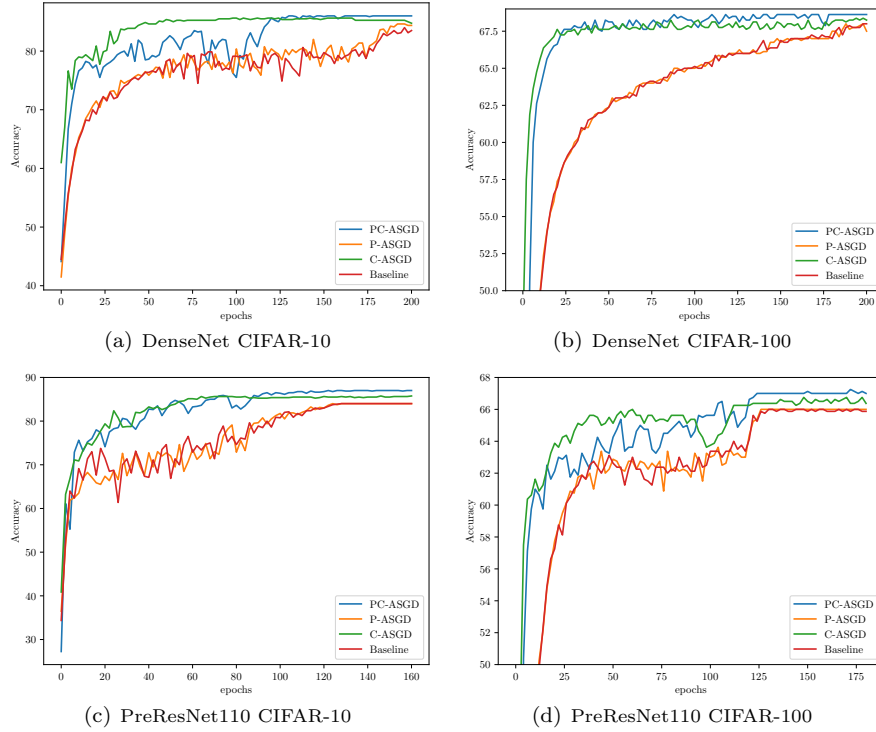 80
70
60
50
40
Accuracy
0 25 50 75 100 125 150 175 200
epochs
PC-ASGD
P-ASGD
C-ASGD
Baseline
(a) DenseNet CIFAR-10
67.5
65.0
62.5
60.0
57.5
55.0
52.5
50.0
Accuracy
0 25 50 75 100 125 150 175 200
epochs
PC-ASGD
P-ASGD
C-ASGD
Baseline
(b) DenseNet CIFAR-100
90
80
70
60
50
40
30
Accuracy
0 20 40 60 80 100 120 140 160
epochs
PC-ASGD
P-ASGD
C-ASGD
Baseline
(c) PreResNet110 CIFAR-10
68
66
64
62
60
58
56
54
52
50
Accuracy
0 25 50 75 100 125 150 175
epochs
PC-ASGD
P-ASGD
C-ASGD
Baseline
(d) PreResNet110 CIFAR-100